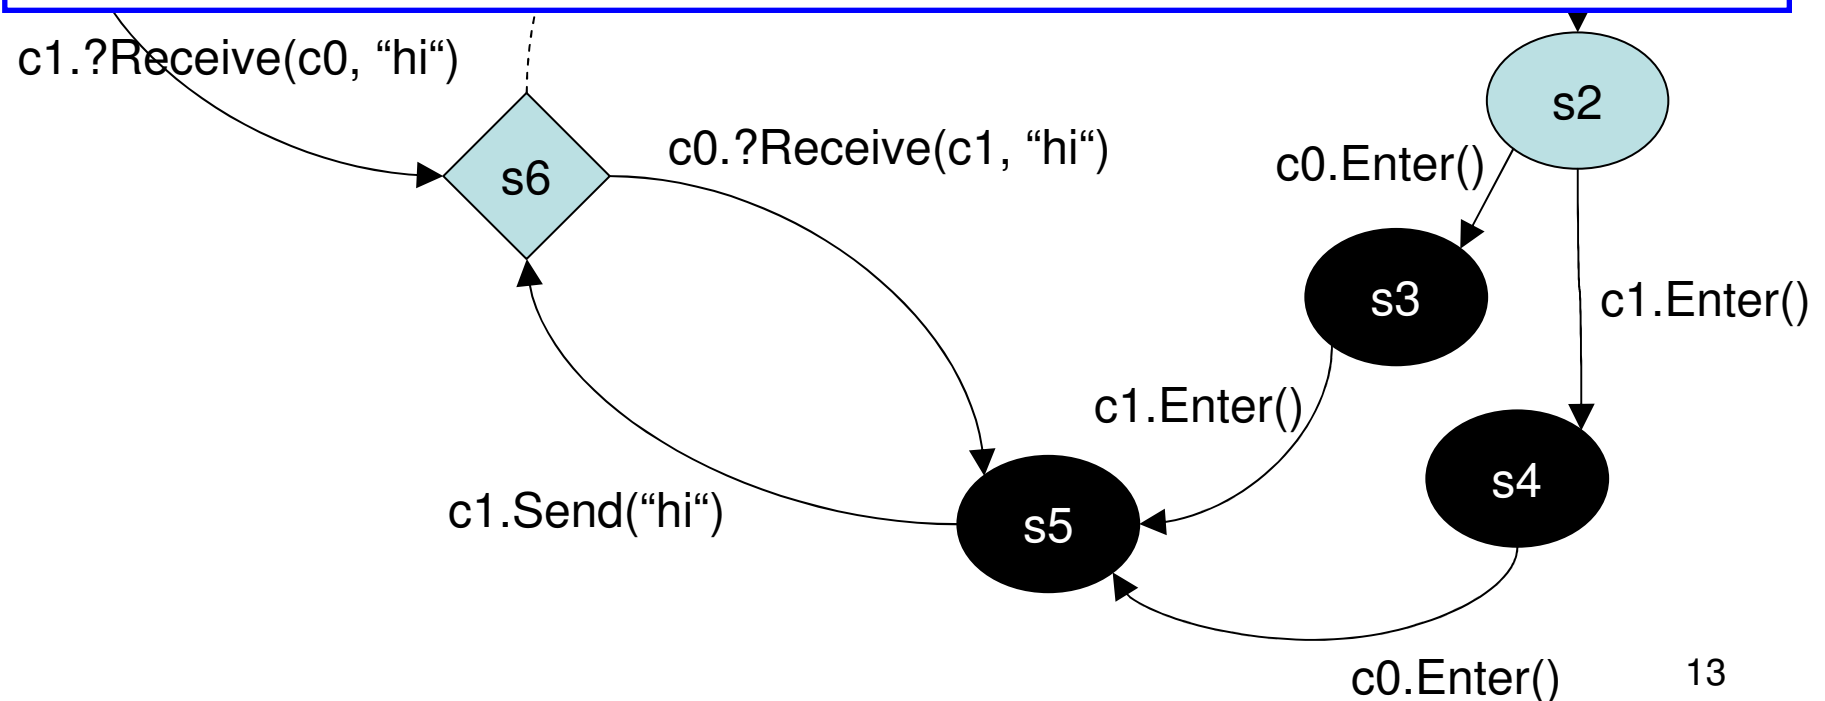 c1.?Receive(c0, “hi“)
s2
c0.?Receive(c1, “hi“)
c0.Enter()
s6
s3
c1.Enter()
c1.Enter()
s4
c1.Send(“hi“)
s5
c0.Enter()
13